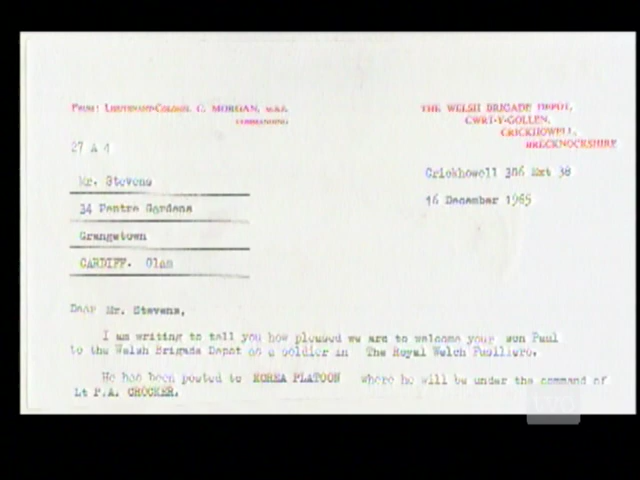 FROM: LIEUTENANT-COLONEL C. MORGAN, M.B.E.
COMMANDING
THE WELSH BRIGADE DEPOT,
CWRT-Y-GOLLEN,
CRICKHOWELL,
BRECKNOCKSHIRE
27 A 4
Crickhowell 306 Ext 38
16 December 1965
Mr. Stevens
34 Pentre Gardens
Grangetown
CARDIFF. Glam
Dear Mr. Stevens,
I am writing to tell you how pleased we are to welcome your son Paul
to the Welsh Brigade Depot as a soldier in The Royal Welch Fusiliers.
He has been posted to KOREA PLATOON where he will be under the command of
Lt P.A. CROCKER.